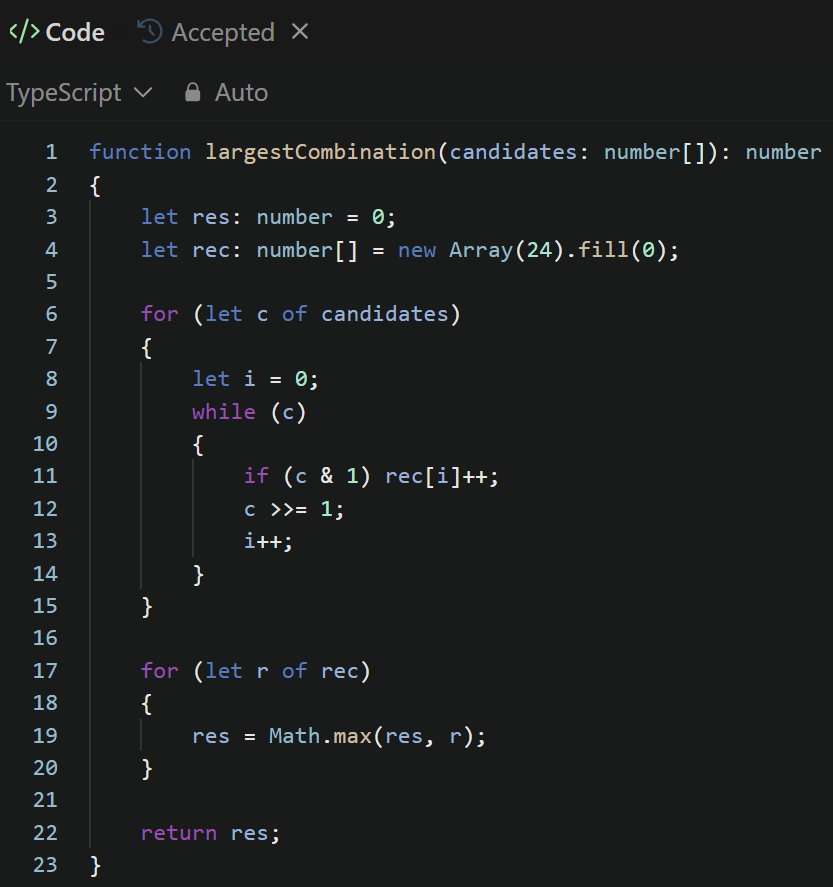 </> Code Accepted ×
TypeScript Auto
1 function largestCombination(candidates: number[]): number
2 {
3     let res: number = 0;
4     let rec: number[] = new Array(24).fill(0);
5
6     for (let c of candidates)
7     {
8         let i = 0;
9         while (c)
10         {
11             if (c & 1) rec[i]++;
12             c >>= 1;
13             i++;
14         }
15     }
16
17     for (let r of rec)
18     {
19         res = Math.max(res, r);
20     }
21
22     return res;
23 }